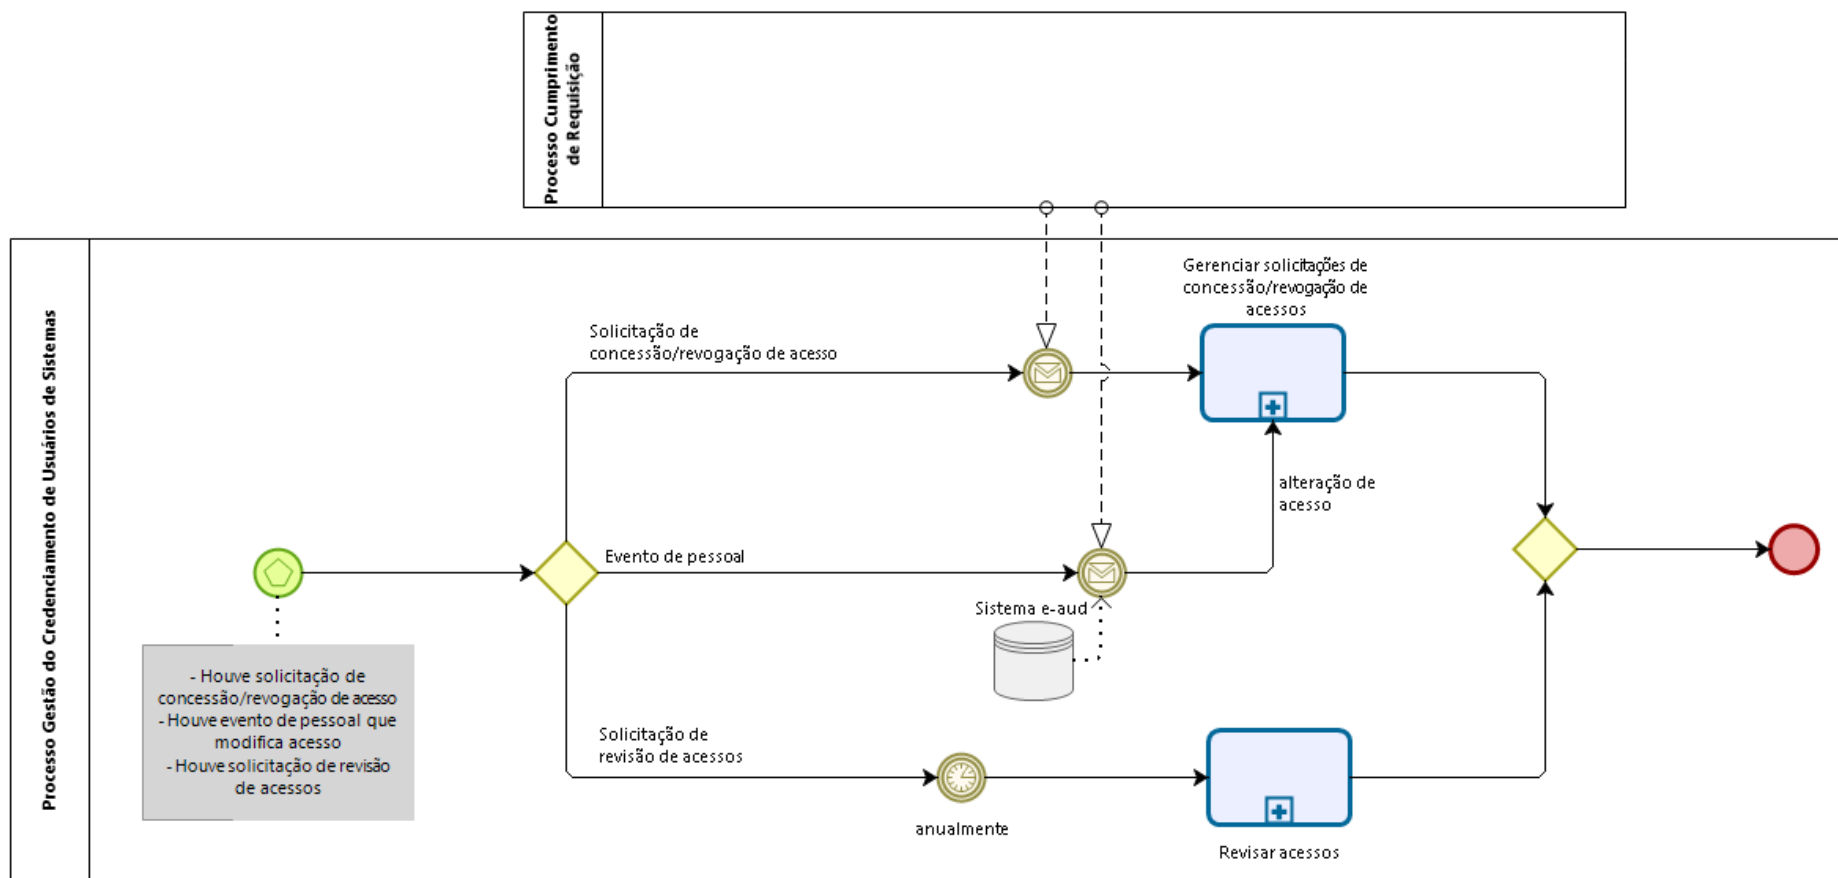 Processo Cumprimento
de Requisição
Processo Gestão do Credenciamento de Usuários de Sistemas
Gerenciar solicitações de
concessão/revogação de
acessos
Solicitação de
concessão/revogação de acesso
alteração de
acesso
Evento de pessoal
Sistema e-aud
- Houve solicitação de
concessão/revogação de acesso
- Houve evento de pessoal que
modifica acesso
- Houve solicitação de revisão
de acessos
Solicitação de
revisão de acessos
anualmente
Revisar acessos